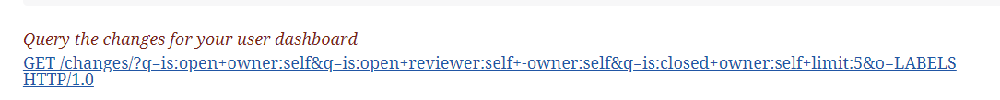 Query the changes for your user dashboard
GET /changes/?q=is:open+owner:self&q=is:open+reviewer:self+-owner:self&q=is:closed+owner:self+limit:5&o=LABELS
HTTP/1.0